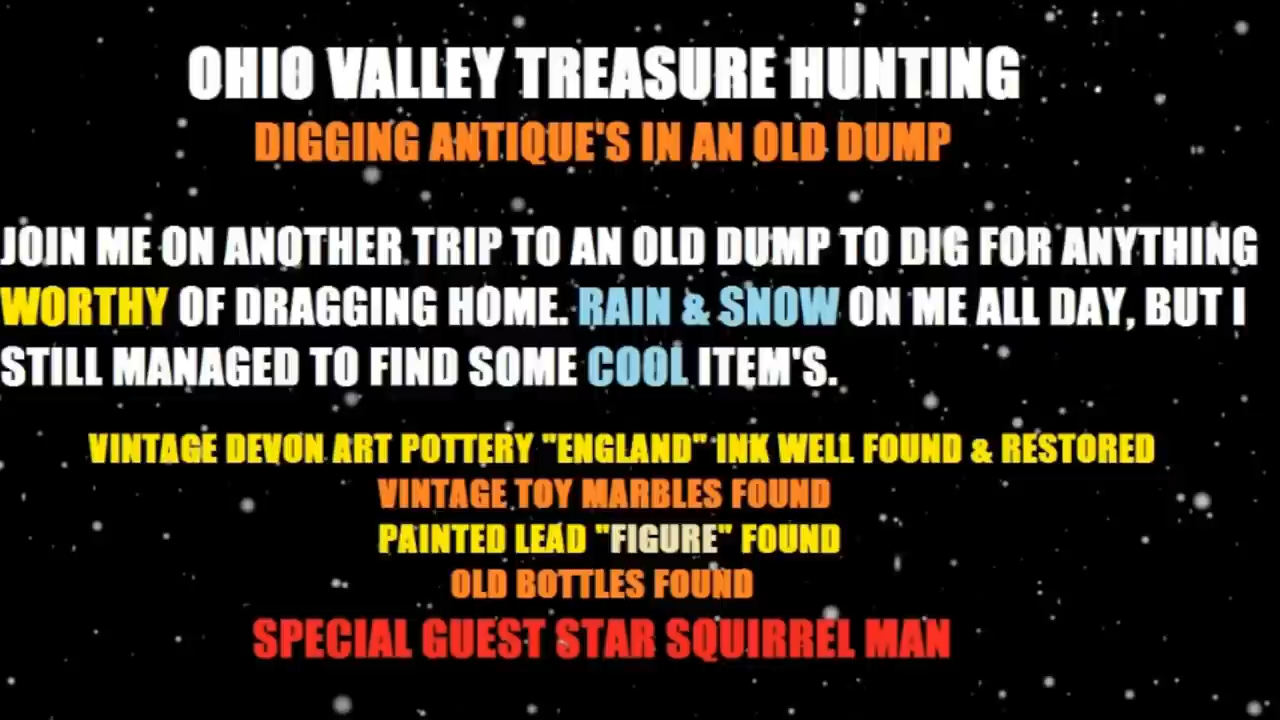 OHIO VALLEY TREASURE HUNTING
DIGGING ANTIQUE'S IN AN OLD DUMP
JOIN ME ON ANOTHER TRIP TO AN OLD DUMP TO DIG FOR ANYTHING
WORTHY OF DRAGGING HOME. RAIN & SNOW ON ME ALL DAY, BUT I
STILL MANAGED TO FIND SOME COOL ITEM'S.
VINTAGE DEVON ART POTTERY "ENGLAND" INK WELL FOUND & RESTORED
VINTAGE TOY MARBLES FOUND
PAINTED LEAD "FIGURE" FOUND
OLD BOTTLES FOUND
SPECIAL GUEST STAR SQUIRREL MAN